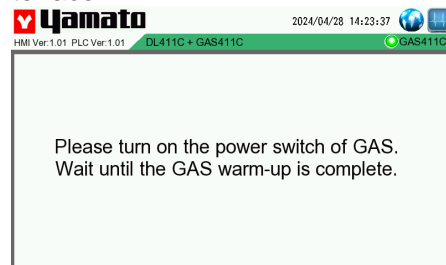 Yamato
2024/04/28 14:23:37
HMI Ver:1.01 PLC Ver:1.01
DL411C + GAS411C
GAS411C
Please turn on the power switch of GAS.
Wait until the GAS warm-up is complete.